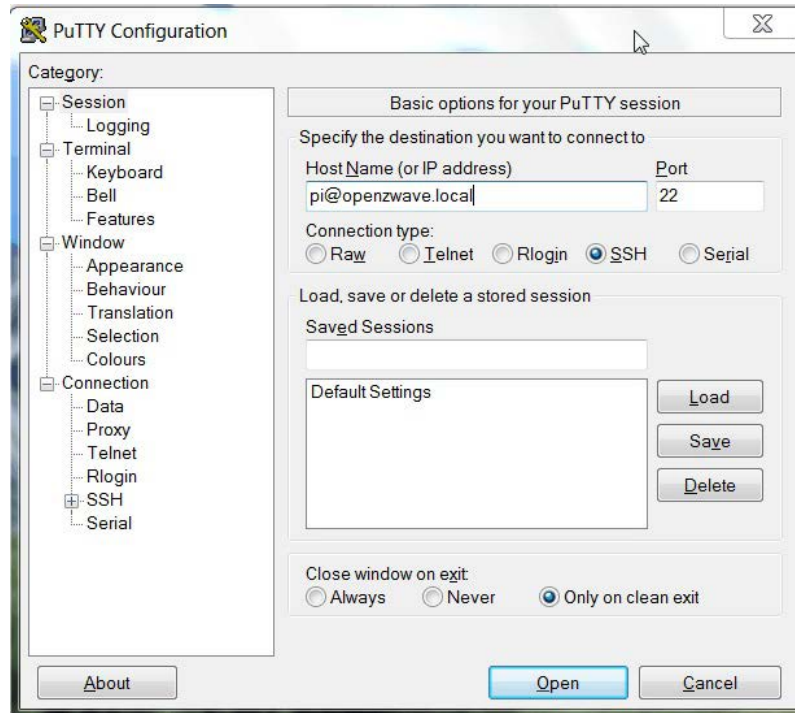 PuTTY Configuration
Category:
Session
Logging
Terminal
Keyboard
Bell
Features
Window
Appearance
Behaviour
Translation
Selection
Colours
Connection
Data
Proxy
Telnet
Rlogin
SSH
Serial
Basic options for your PuTTY session
Specify the destination you want to connect to
Host Name (or IP address) Port
pi@openzwave.local 22
Connection type:
Raw Telnet Rlogin SSH Serial
Load, save or delete a stored session
Saved Sessions
Default Settings
Load
Save
Delete
Close window on exit:
Always Never Only on clean exit
About Open Cancel